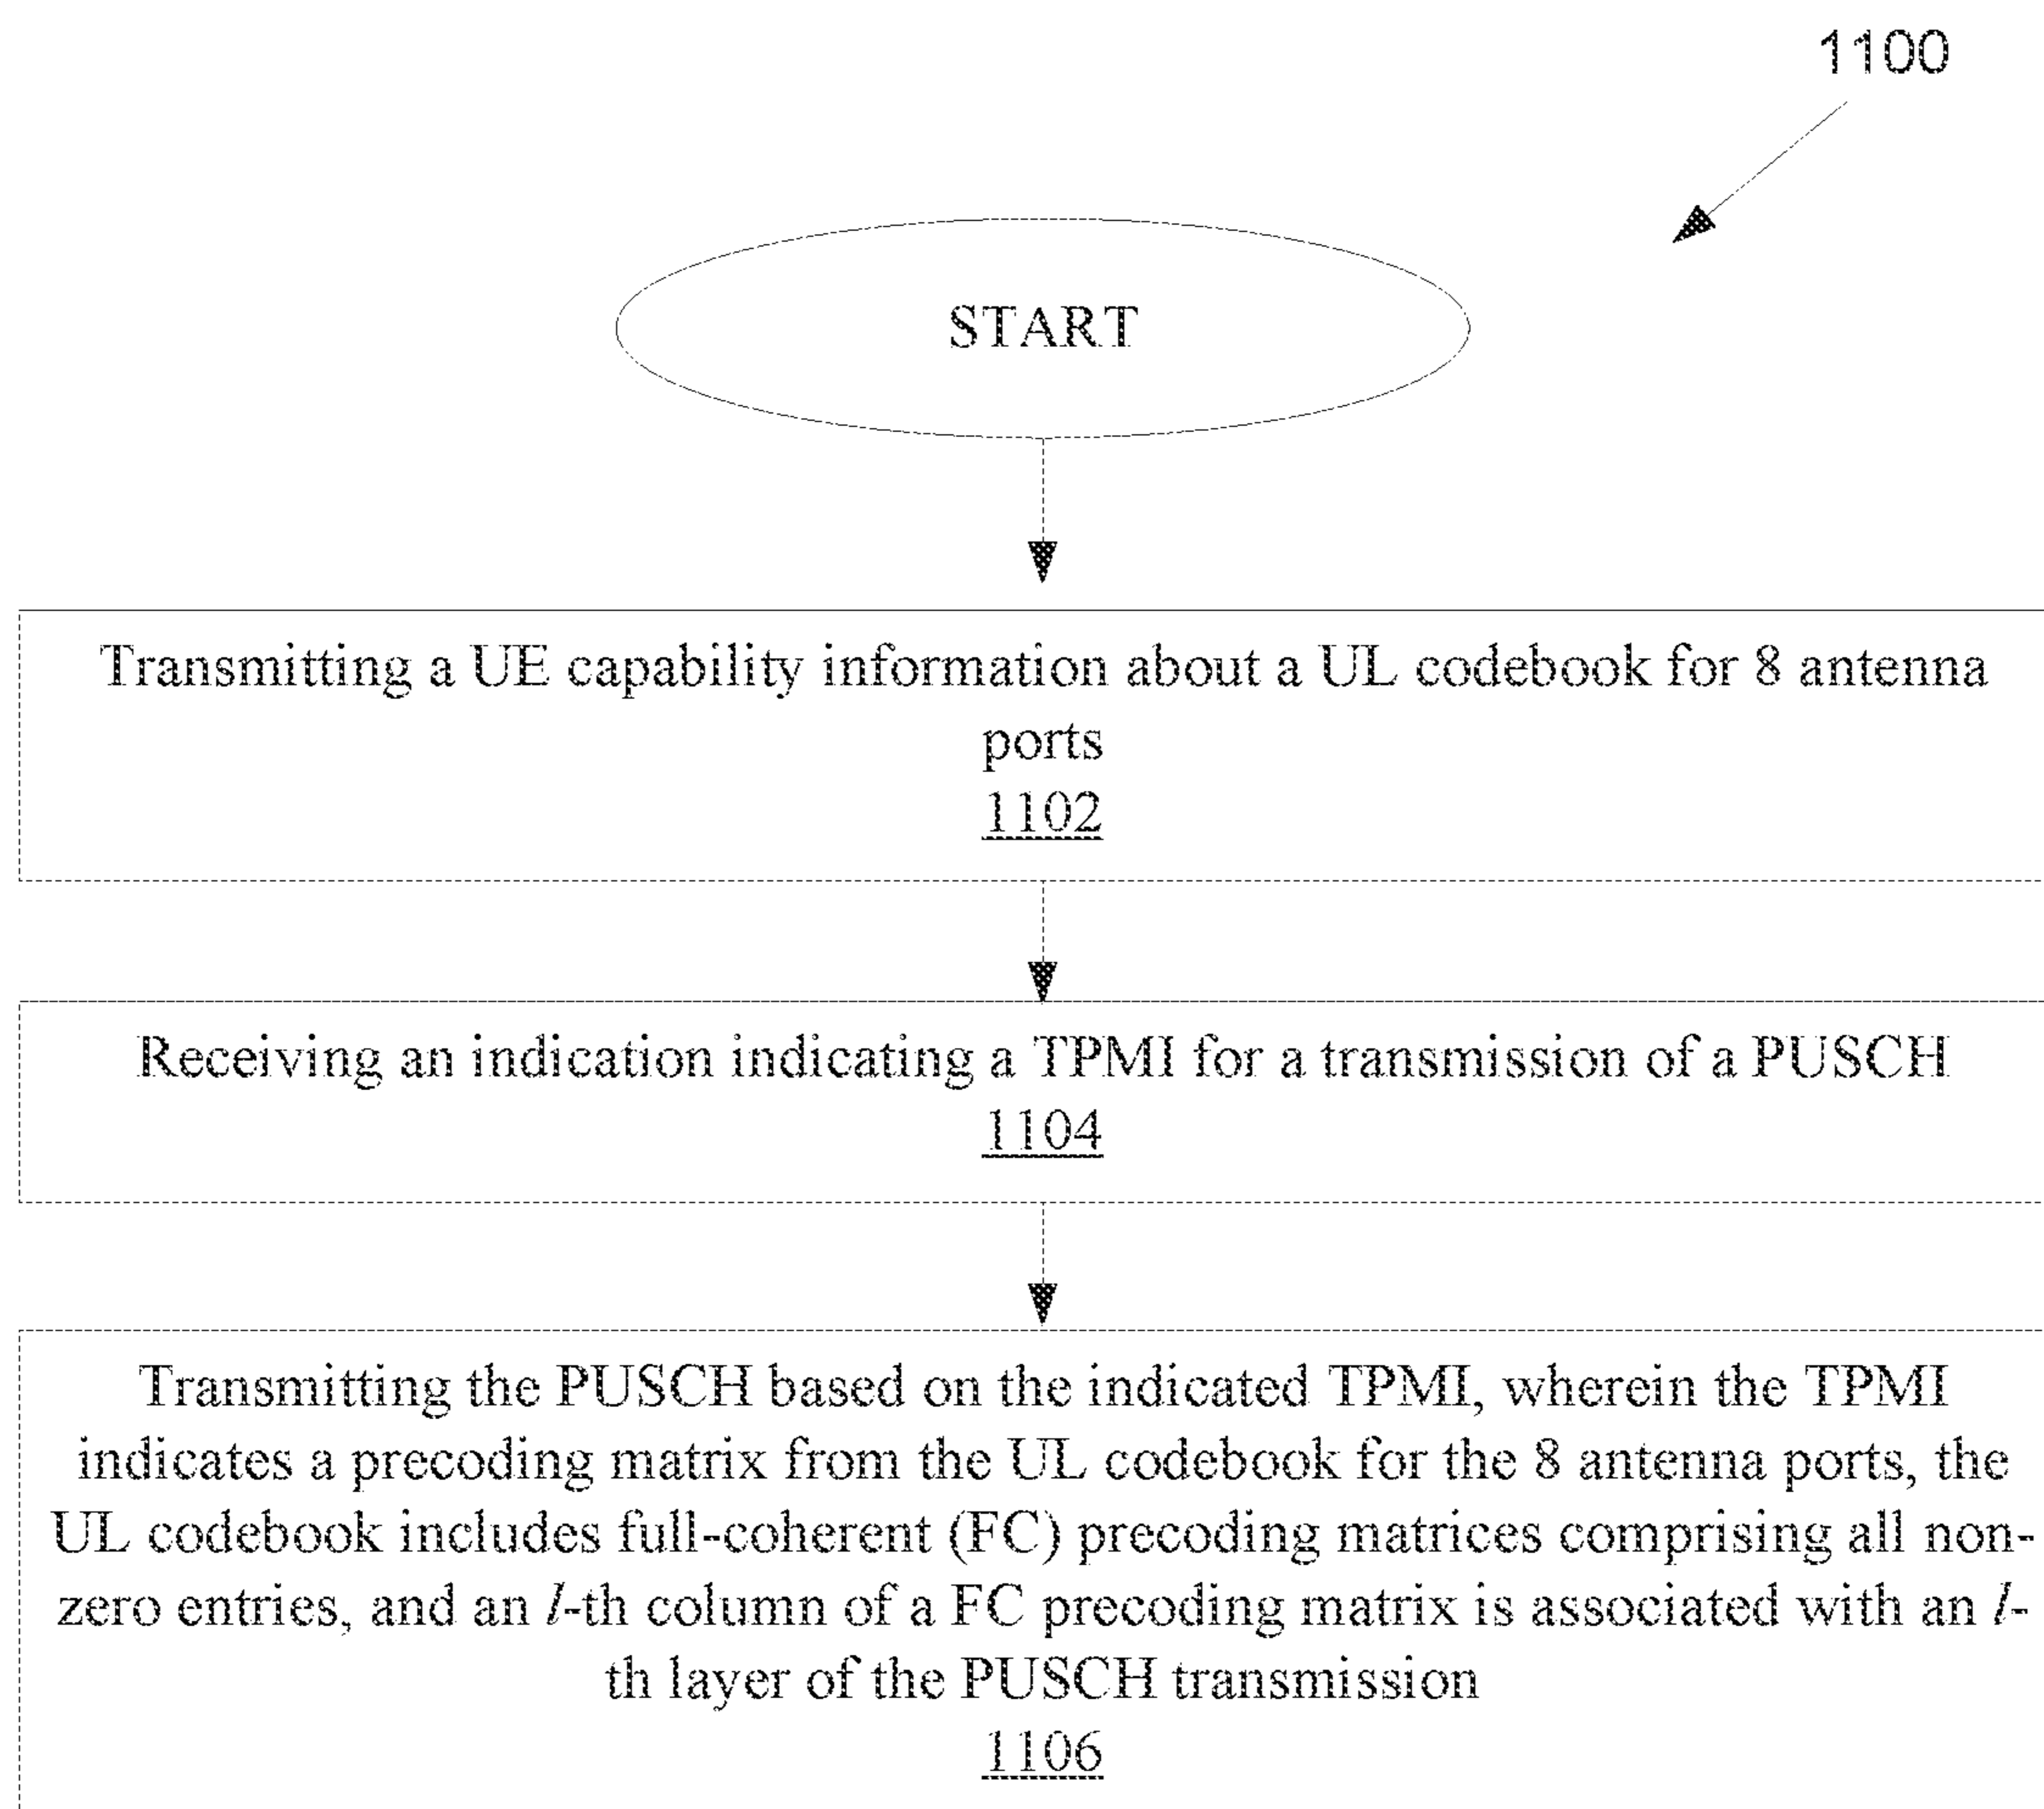 1100
START
Transmitting a UE capability information about a UL codebook for 8 antenna
ports
1102
Receiving an indication indicating a TPMI for a transmission of a PUSCH
1104
Transmitting the PUSCH based on the indicated TPMI, wherein the TPMI
indicates a precoding matrix from the UL codebook for the 8 antenna ports, the
UL codebook includes full-coherent (FC) precoding matrices comprising all non-
zero entries, and an l-th column of a FC precoding matrix is associated with an l-
th layer of the PUSCH transmission
1106